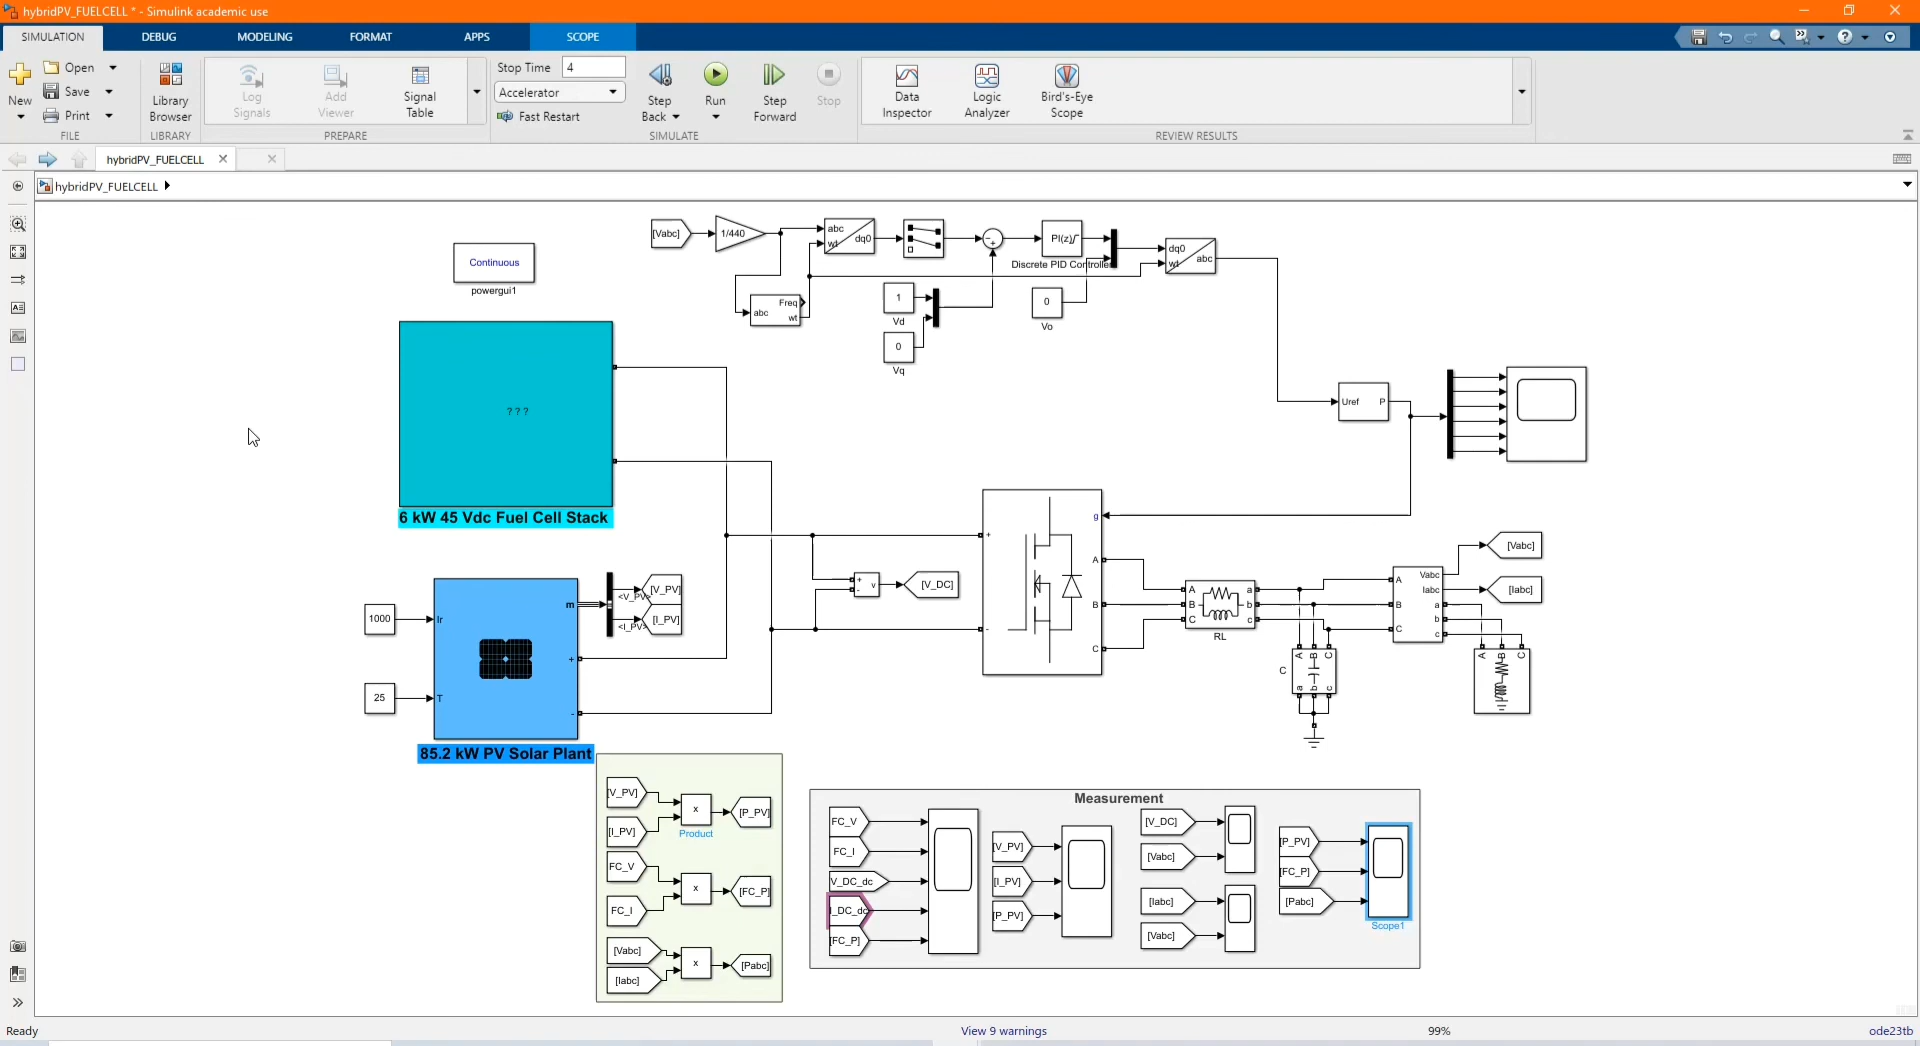 hybridPV_FUELCELL * - Simulink academic use
SIMULATION
DEBUG
MODELING
FORMAT
APPS
SCOPE
New
Open
Save
Print
FILE
Library
Browser
LIBRARY
Log
Signals
Add
Viewer
Signal
Table
PREPARE
Stop Time 4
Accelerator
Fast Restart
Step
Back
Run
Step
Forward
Stop
SIMULATE
Data
Inspector
Logic
Analyzer
Bird's-Eye
Scope
REVIEW RESULTS
hybridPV_FUELCELL
hybridPV_FUELCELL
Continuous
powergui1
[Vabc]
1/440
abc
wt
dq0
PI(z)
Discrete PID Controller
dq0
wt
abc
abc
Freq
wt
1
Vd
0
Vq
0
Vo
? ? ?
6 kW 45 Vdc Fuel Cell Stack
Uref P
g
+
-
A
B
C
+
-
v
[V_DC]
1000
25
Ir
T
m
+
-
<V_PV>
<I_PV>
[V_PV]
[I_PV]
85.2 kW PV Solar Plant
A
B
C
a
b
c
RL
A B C
a b c
C
A
B
C
Vabc
Iabc
a
b
c
[Vabc]
[Iabc]
A B C
[V_PV]
[I_PV]
x
Product
[P_PV]
FC_V
FC_I
x
[FC_P]
[Vabc]
[Iabc]
x
[Pabc]
Measurement
FC_V
FC_I
V_DC_dc
I_DC_dc
[FC_P]
[V_PV]
[I_PV]
[P_PV]
[V_DC]
[Vabc]
[Iabc]
[Vabc]
[P_PV]
[FC_P]
[Pabc]
Scope1
Ready
View 9 warnings
99%
ode23tb